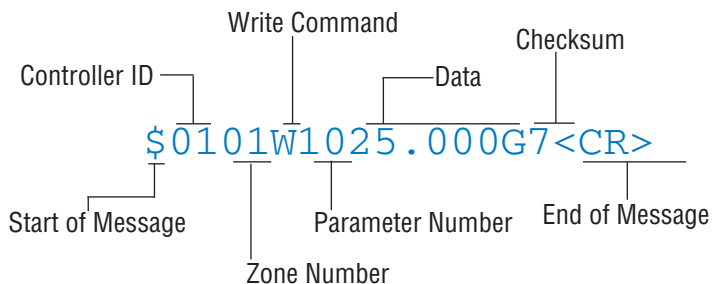 Write Command
Checksum
Controller ID
Data
$0101W1025.000G7<CR>
Start of Message
Parameter Number
End of Message
Zone Number